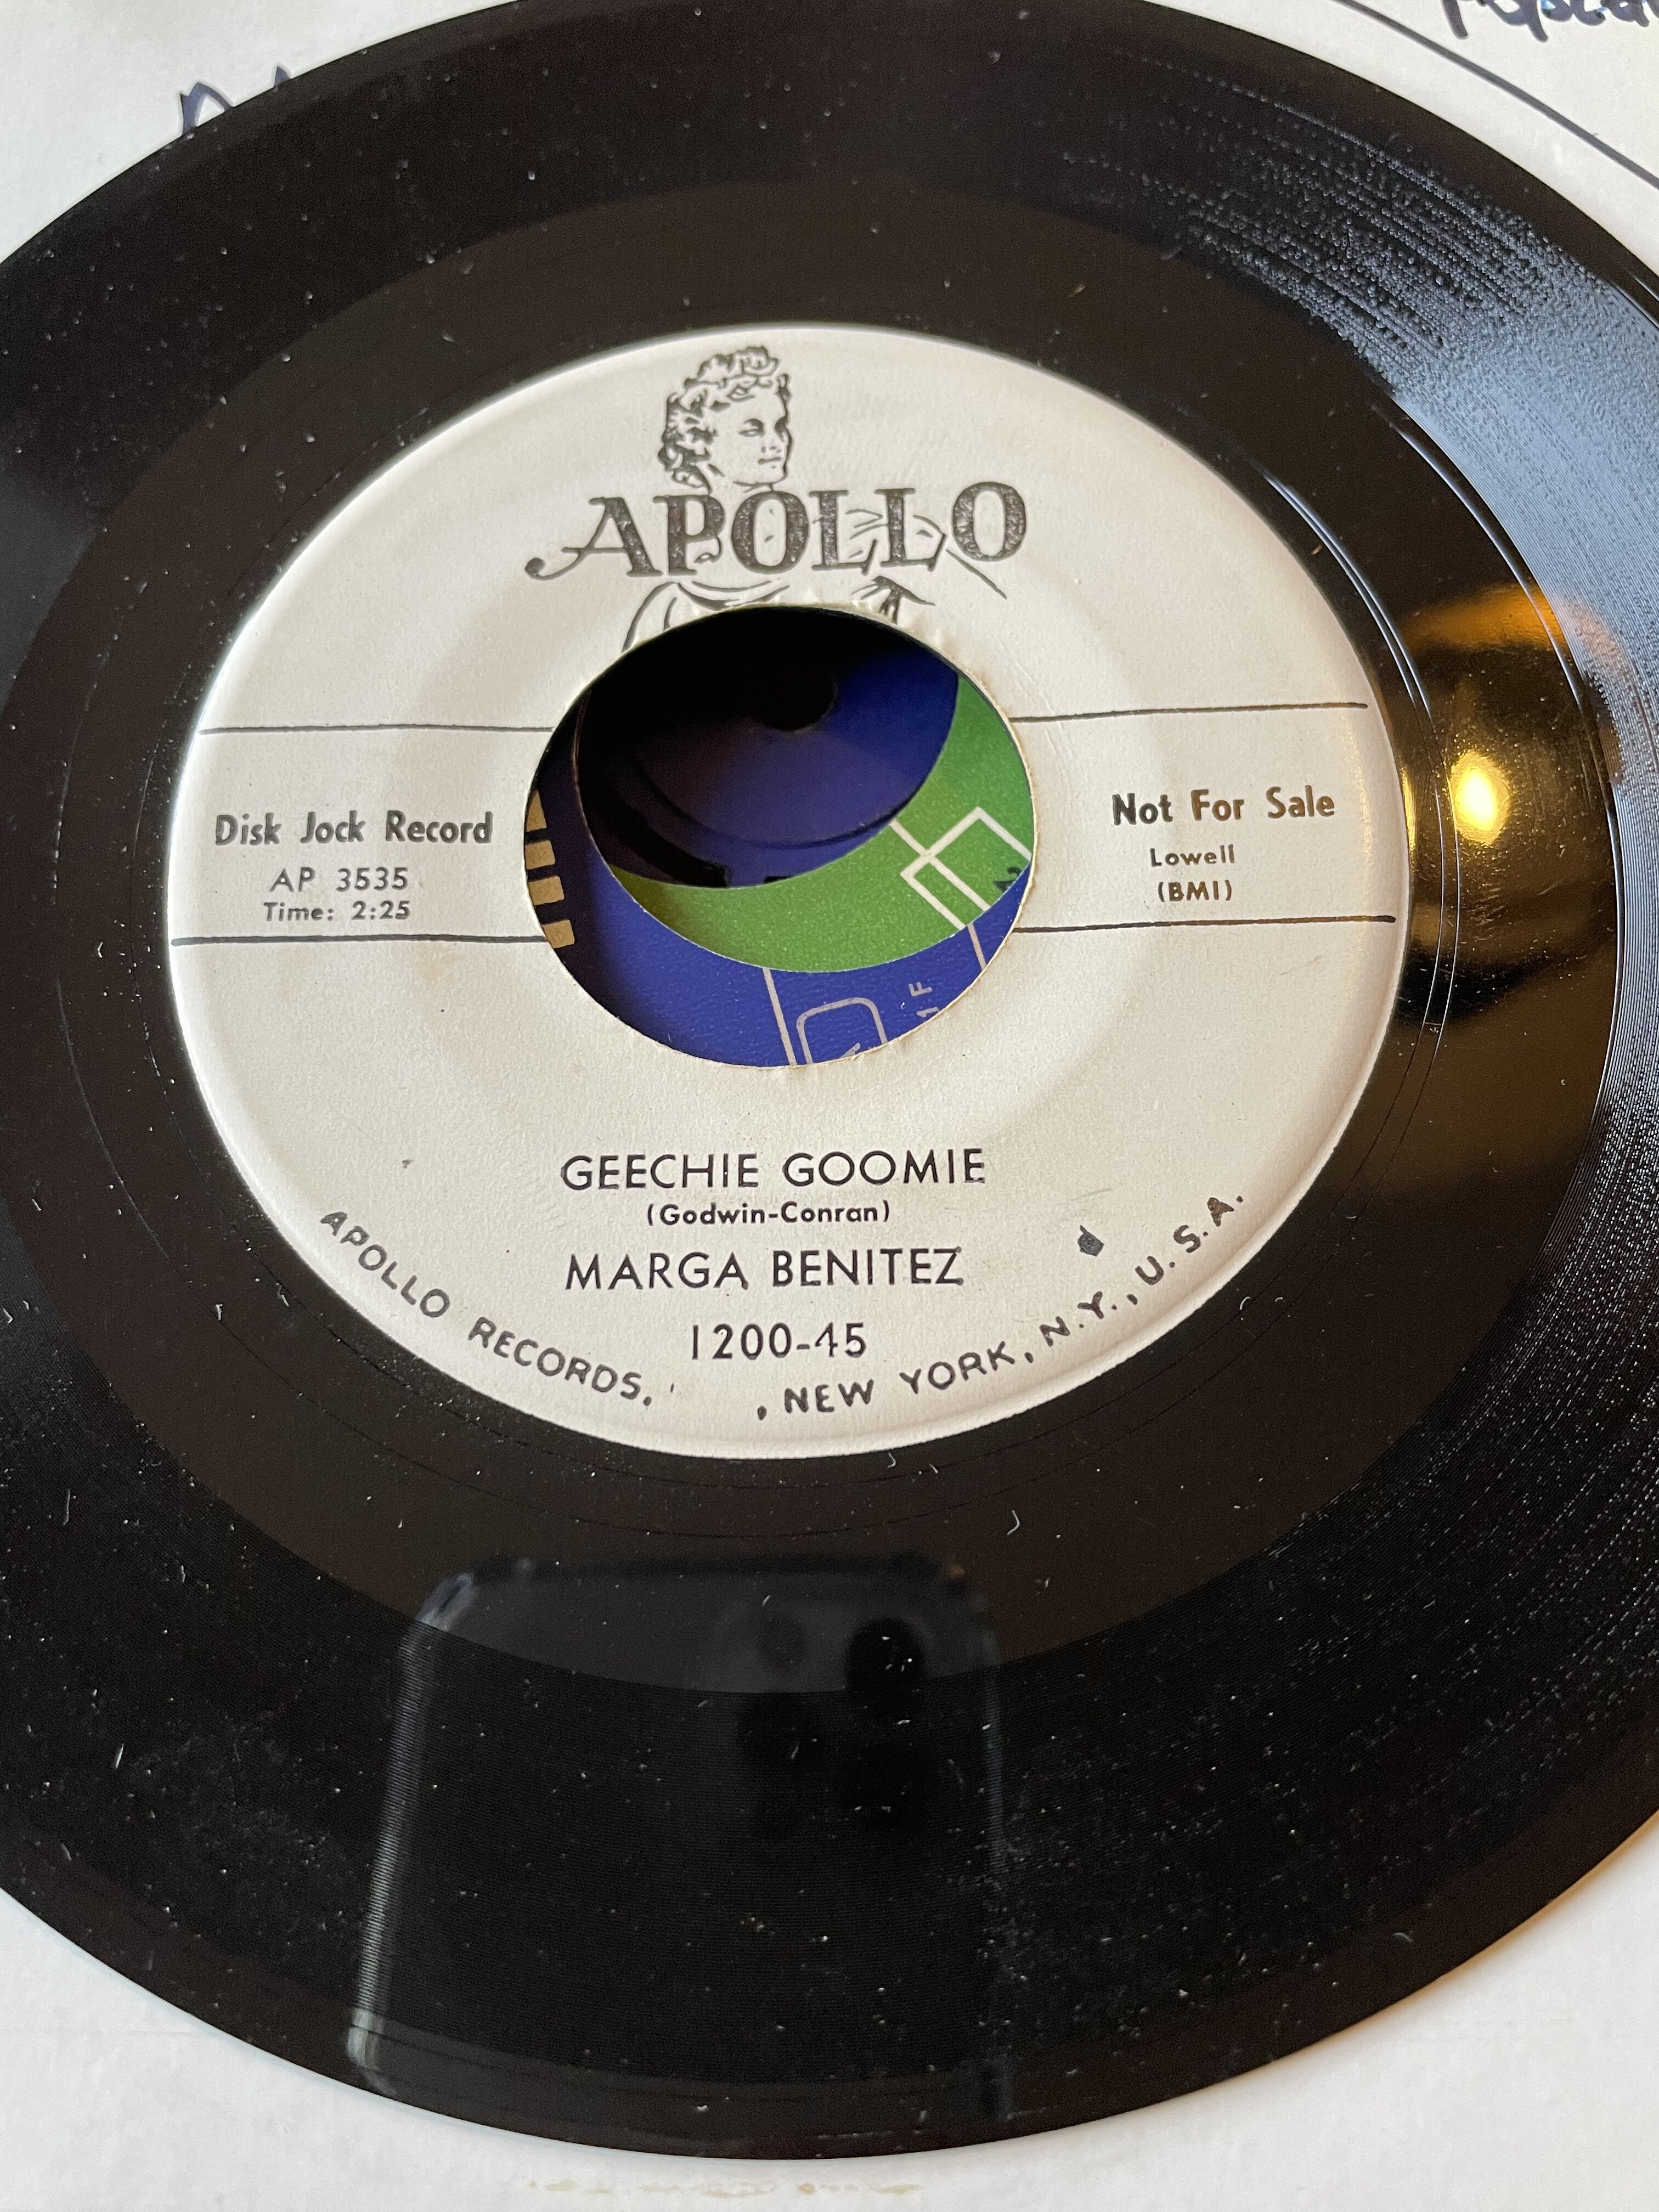 APOLLO
Disk Jock Record
AP 3535
Time: 2:25
Not For Sale
Lowell
(BMI)
GEECHIE GOOMIE
(Godwin-Conran)
MARGA BENITEZ
1200-45
APOLLO RECORDS, , NEW YORK, N.Y., U.S.A.